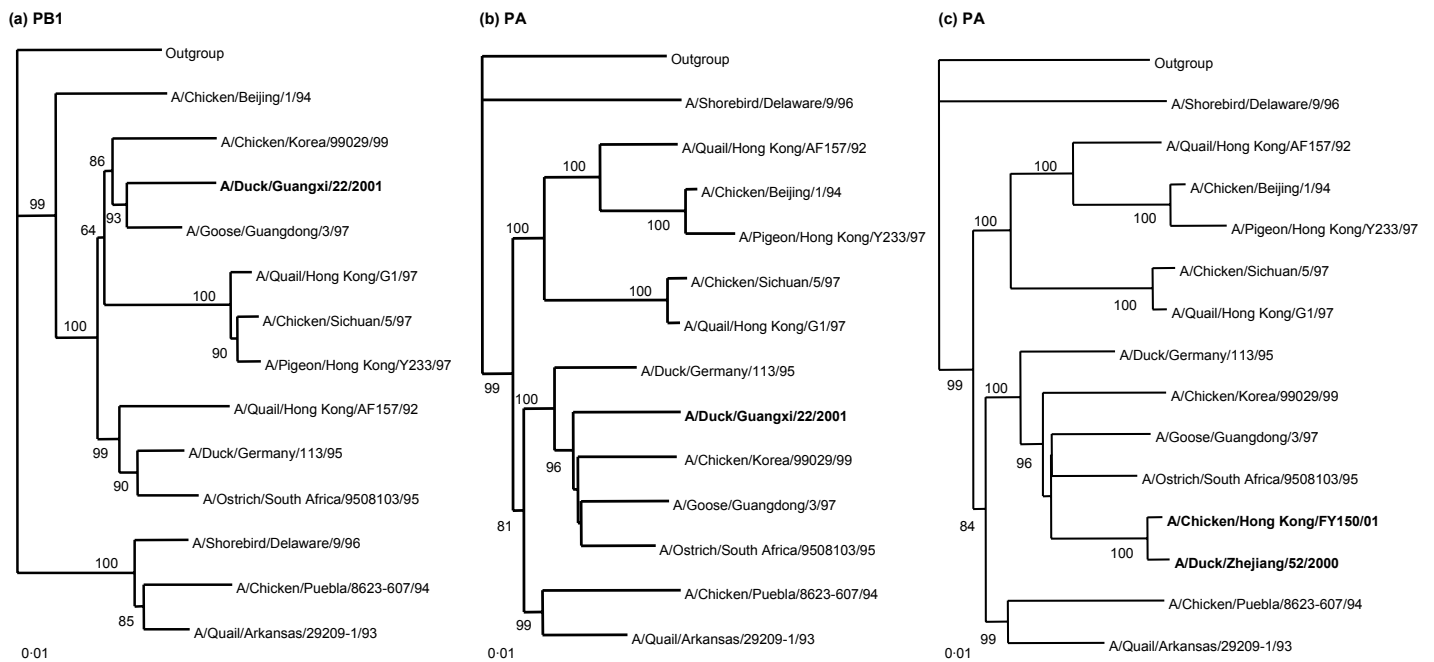 (a) PB1
Outgroup
A/Chicken/Beijing/1/94
A/Chicken/Korea/99029/99
86
A/Duck/Guangxi/22/2001
99
93
64
A/Goose/Guangdong/3/97
A/Quail/Hong Kong/G1/97
100
A/Chicken/Sichuan/5/97
100
90
A/Pigeon/Hong Kong/Y233/97
A/Quail/Hong Kong/AF157/92
99
A/Duck/Germany/113/95
90
A/Ostrich/South Africa/9508103/95
A/Shorebird/Delaware/9/96
100
A/Chicken/Puebla/8623-607/94
85
A/Quail/Arkansas/29209-1/93
0·01
(b) PA
Outgroup
A/Shorebird/Delaware/9/96
A/Quail/Hong Kong/AF157/92
100
A/Chicken/Beijing/1/94
100
100
A/Pigeon/Hong Kong/Y233/97
A/Chicken/Sichuan/5/97
100
A/Quail/Hong Kong/G1/97
A/Duck/Germany/113/95
99
100
A/Duck/Guangxi/22/2001
A/Chicken/Korea/99029/99
96
A/Goose/Guangdong/3/97
81
A/Ostrich/South Africa/9508103/95
A/Chicken/Puebla/8623-607/94
99
A/Quail/Arkansas/29209-1/93
0·01
(c) PA
Outgroup
A/Shorebird/Delaware/9/96
A/Quail/Hong Kong/AF157/92
100
A/Chicken/Beijing/1/94
100
100
A/Pigeon/Hong Kong/Y233/97
A/Chicken/Sichuan/5/97
100
A/Quail/Hong Kong/G1/97
A/Duck/Germany/113/95
99
100
A/Chicken/Korea/99029/99
A/Goose/Guangdong/3/97
96
A/Ostrich/South Africa/9508103/95
A/Chicken/Hong Kong/FY150/01
84
100
A/Duck/Zhejiang/52/2000
A/Chicken/Puebla/8623-607/94
99
A/Quail/Arkansas/29209-1/93
0·01